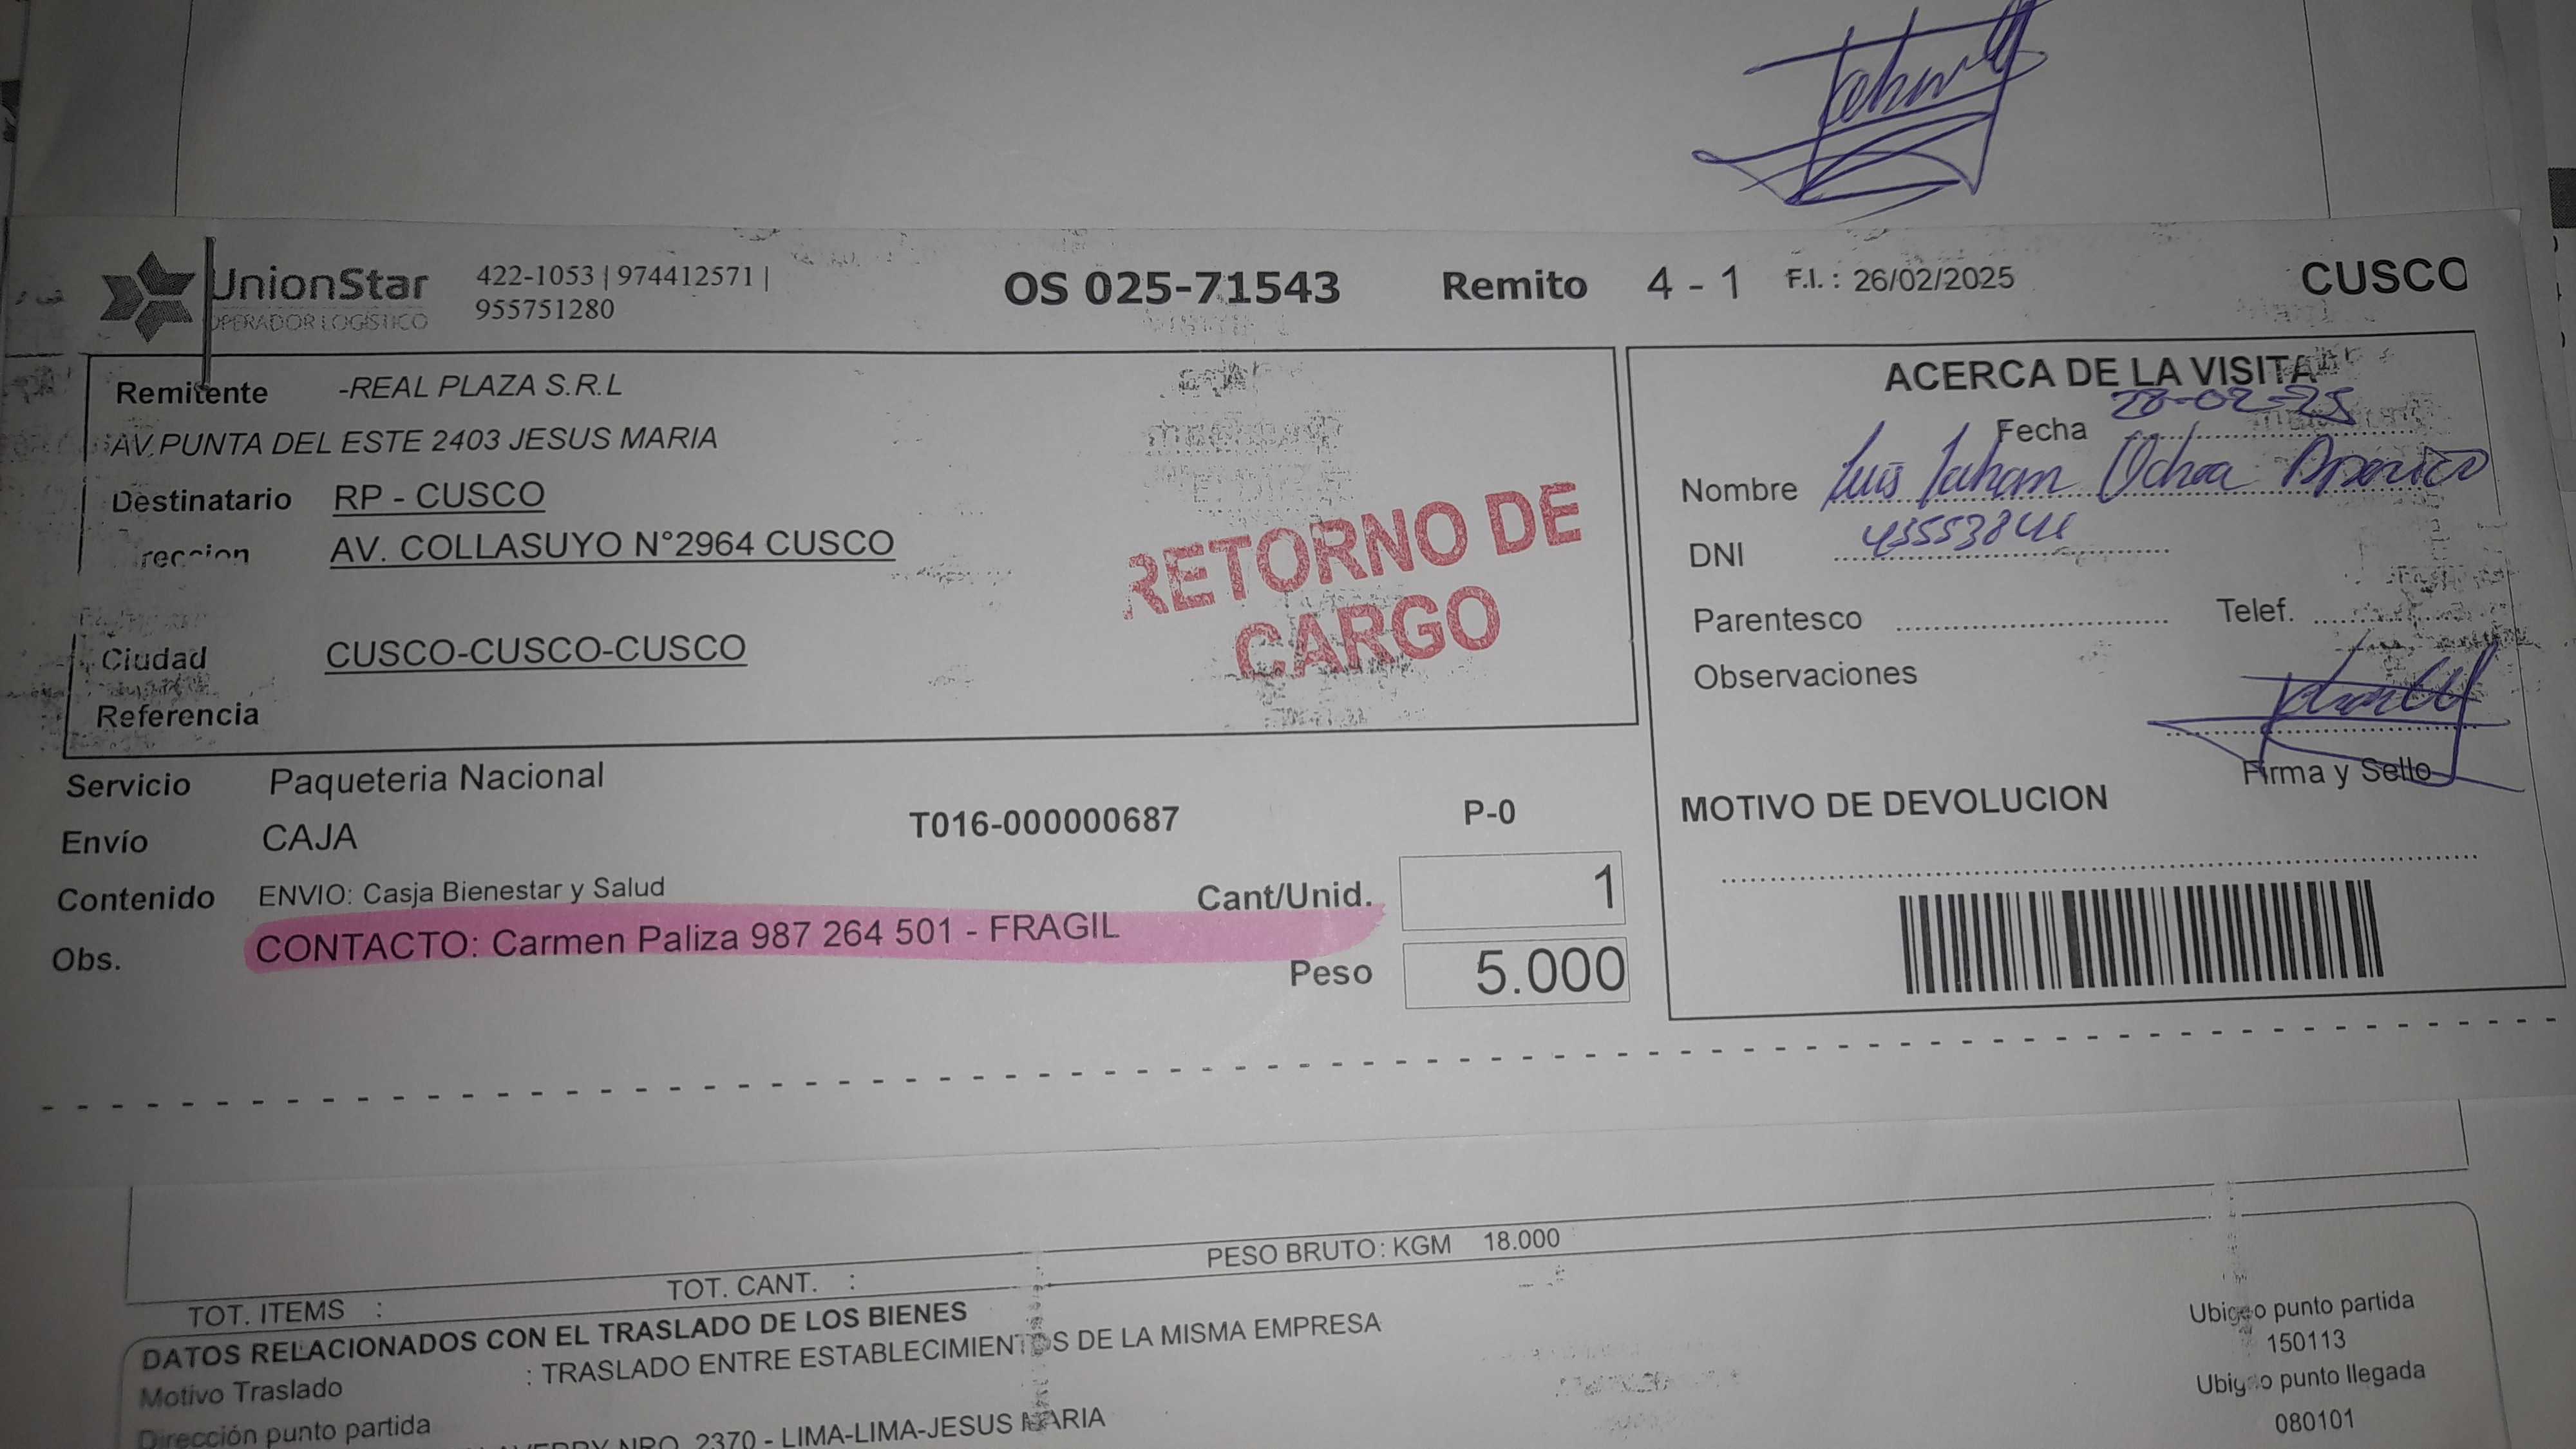 UnionStar
OPERADOR LOGÍSTICO
422-1053 | 974412571 |
955751280
OS 025-71543 Remito 4 - 1 F.I. : 26/02/2025 CUSCO
Remitente -REAL PLAZA S.R.L
AV.PUNTA DEL ESTE 2403 JESUS MARIA
Destinatario RP - CUSCO
reccion AV. COLLASUYO N°2964 CUSCO
Ciudad CUSCO-CUSCO-CUSCO
Referencia
RETORNO DE
CARGO
ACERCA DE LA VISITA
Fecha 28-02-25
Nombre Luis Ochoa
DNI
Parentesco Telef.
Observaciones
Firma y Sello
MOTIVO DE DEVOLUCION
Servicio Paqueteria Nacional
Envío CAJA T016-000000687 P-0
Contenido ENVIO: Casja Bienestar y Salud Cant/Unid. 1
Obs. CONTACTO: Carmen Paliza 987 264 501 - FRAGIL
Peso 5.000
TOT. ITEMS : TOT. CANT. : PESO BRUTO: KGM 18.000
DATOS RELACIONADOS CON EL TRASLADO DE LOS BIENES
Motivo Traslado : TRASLADO ENTRE ESTABLECIMIENTOS DE LA MISMA EMPRESA
Dirección punto partida
NRO. 2370 - LIMA-LIMA-JESUS MARIA
Ubigeo punto partida
150113
Ubigeo punto llegada
080101